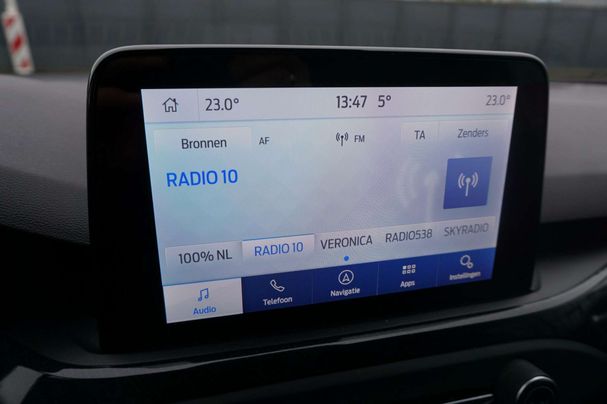 23.0° 13:47 5° 23.0°
Bronnen AF FM TA Zenders
RADIO 10
100% NL RADIO 10 VERONICA RADIO538 SKYRADIO
Audio Telefoon Navigatie Apps Instellingen